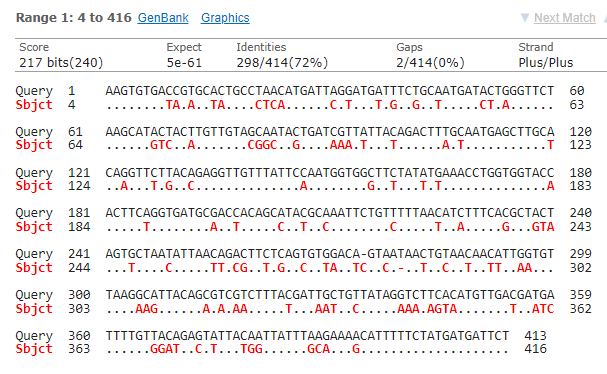 Range 1: 4 to 416 GenBank Graphics ▼ Next Match
Score Expect Identities Gaps Strand
217 bits(240) 5e-61 298/414(72%) 2/414(0%) Plus/Plus
Query 1 AAGTGTGACCGTGCACTGCCTAACATGATTAGGATGATTTCTGCAATGATACTGGGTTCT 60
Sbjct 4 ........TA.A..TA....CTCA......C.T...T.G..G..T.....CT.A...... 63
Query 61 AAGCATACTACTTGTTGTAGCAATACTGATCGTTATTACAGACTTTGCAATGAGCTTGCA 120
Sbjct 64 ......GTC..A......CGGC..G....AAA.T...T......A.T..........T.. 123
Query 121 CAGGTTCTTACAGAGGTTGTTTATTCCAATGGTGGCTTCTATATGAAACCTGGTGGTACC 180
Sbjct 124 ..A...T.G..C..............A........G.T...T.T..............A. 183
Query 181 ACTTCAGGTGATGCGACCACAGCATACGCAAATTCTGTTTTTAACATCTTTCACGCTACT 240
Sbjct 184 .....T........A..T.....C..T..C........C.....T..A......G...GTA 243
Query 241 AGTGCTAATATTAACAGACTTCTCAGTGTGGACA-GTAATAACTGTAACAACATTGGTGT 299
Sbjct 244 ...T....C......TT.CG..T.G..C...TA..TC..C.-..T..C..T..TT..AA... 302
Query 300 TAAGGCATTACAGCGTCGTCTTTACGATTGCTGTTATAGGTCTTCACATGTTGACGATGA 359
Sbjct 303 ....AAG......A.A.AA.....T...AAT..C.....AAA.AGTA.......T..ATC 362
Query 360 TTTTGTTACAGAGTATTACAATTATTTAAGAAAACATTTTTCTATGATGATTCT 413
Sbjct 363 ......GGAT..C.T...TGG......GCA...G.................... 416